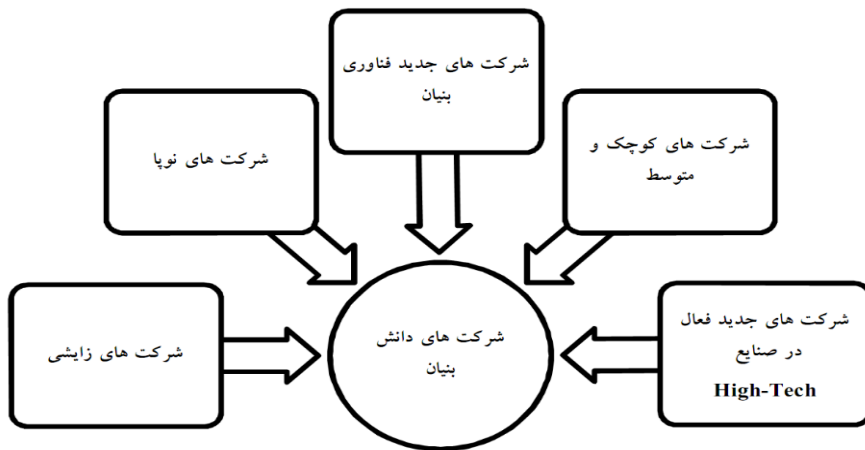 شرکت های جدید فناوری
بنیان
شرکت های کوچک و
متوسط
شرکت های نوپا
شرکت های جدید فعال
در صنایع
High-Tech
شرکت های دانش
بنیان
شرکت های زایشی